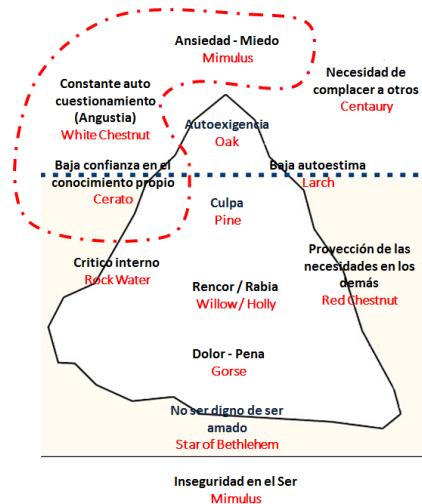 Ansiedad - Miedo
Mimulus
Necesidad de
complacer a otros
Centaury
Constante auto
cuestionamiento
(Angustia)
White Chestnut
Autoexigencia
Oak
Baja confianza en el
conocimiento propio
Cerato
Baja autoestima
Larch
Culpa
Pine
Critico interno
Rock Water
Proyección de las
necesidades en los
demás
Red Chestnut
Rencor / Rabia
Willow/ Holly
Dolor - Pena
Gorse
No ser digno de ser
amado
Star of Bethlehem
Inseguridad en el Ser
Mimulus